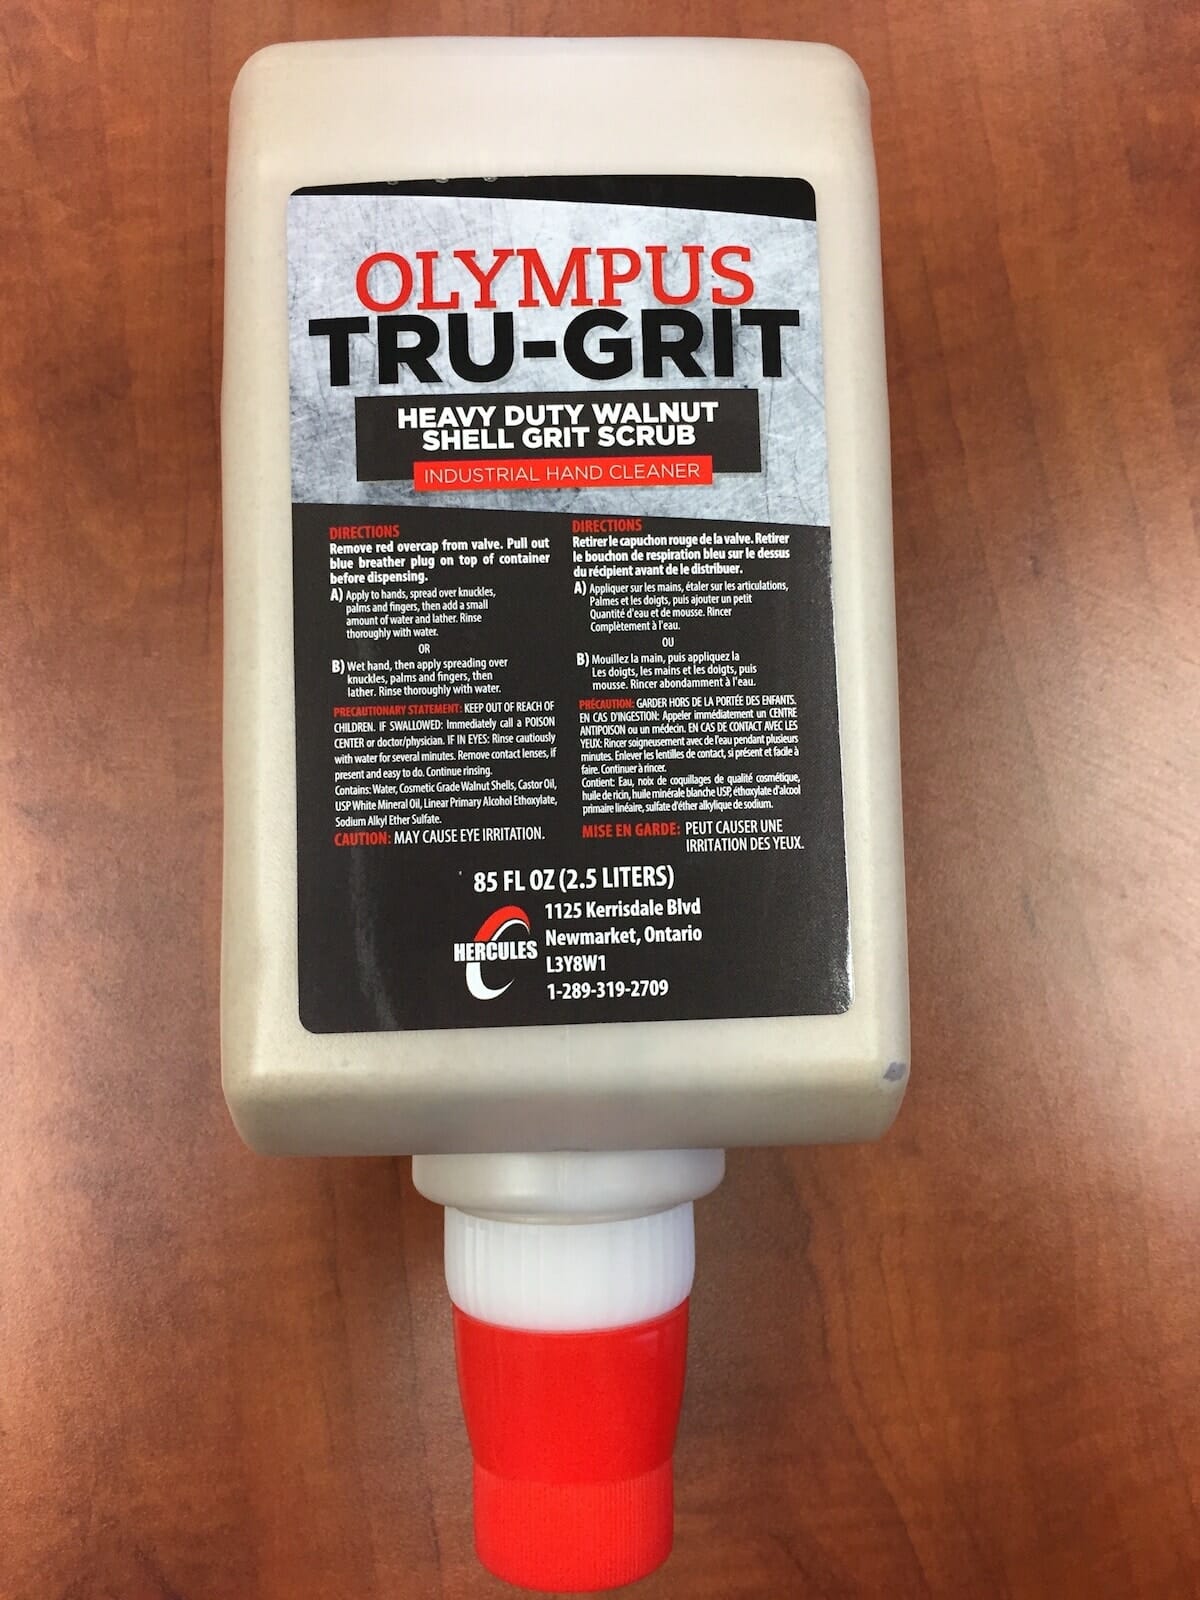 OLYMPUS
TRU-GRIT
HEAVY DUTY WALNUT
SHELL GRIT SCRUB
INDUSTRIAL HAND CLEANER
DIRECTIONS
Remove red overcap from valve. Pull out
blue breather plug on top of container
before dispensing.
A) Apply to hands, spread over knuckles,
palms and fingers, then add a small
amount of water and lather. Rinse
thoroughly with water.
OR
B) Wet hand, then apply spreading over
knuckles, palms and fingers, then
lather. Rinse thoroughly with water.
PRECAUTIONARY STATEMENT: KEEP OUT OF REACH OF
CHILDREN. IF SWALLOWED: Immediately call a POISON
CENTER or doctor/physician. IF IN EYES: Rinse cautiously
with water for several minutes. Remove contact lenses, if
present and easy to do. Continue rinsing.
Contains: Water, Cosmetic Grade Walnut Shells, Castor Oil,
USP White Mineral Oil, Linear Primary Alcohol Ethoxylate,
Sodium Alkyl Ether Sulfate.
CAUTION: MAY CAUSE EYE IRRITATION.
DIRECTIONS
Retirer le capuchon rouge de la valve. Retirer
le bouchon de respiration bleu sur le dessus
du récipient avant de le distribuer.
A) Appliquer sur les mains, étaler sur les articulations,
Palmes et les doigts, puis ajouter un petit
Quantité d'eau et de mousse. Rincer
Complètement à l'eau.
OU
B) Mouillez la main, puis appliquez la
Les doigts, les mains et les doigts, puis
mousse. Rincer abondamment à l'eau.
PRÉCAUTION: GARDER HORS DE LA PORTÉE DES ENFANTS.
EN CAS D'INGESTION: Appeler immédiatement un CENTRE
ANTIPOISON ou un médecin. EN CAS DE CONTACT AVEC LES
YEUX: Rincer soigneusement avec de l'eau pendant plusieurs
minutes. Enlever les lentilles de contact, si présent et facile à
faire. Continuer à rincer.
Contient: Eau, noix de coquillages de qualité cosmétique,
huile de ricin, huile minérale blanche USP, éthoxylate d'alcool
primaire linéaire, sulfate d'éther alkylique de sodium.
MISE EN GARDE: PEUT CAUSER UNE
IRRITATION DES YEUX.
85 FL OZ (2.5 LITERS)
HERCULES
1125 Kerrisdale Blvd
Newmarket, Ontario
L3Y8W1
1-289-319-2709